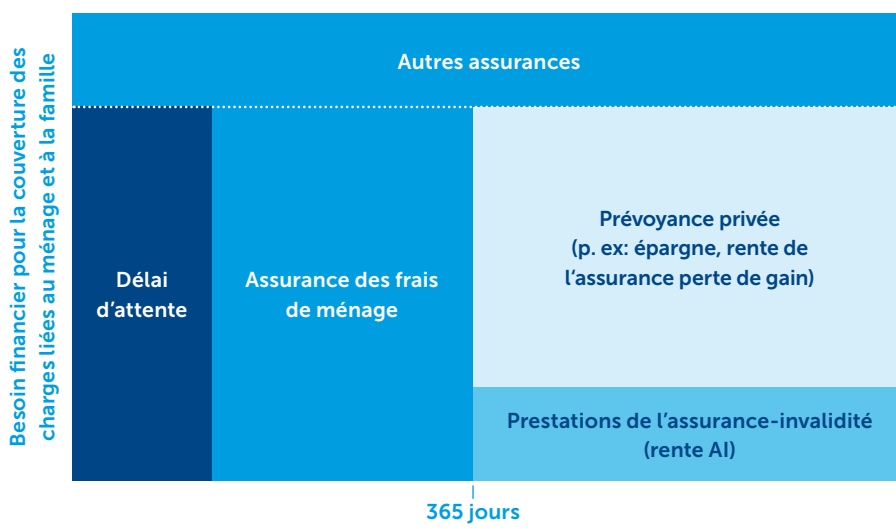 Besoin financier pour la couverture des
charges liées au ménage et à la famille
Autres assurances
Délai
d’attente
Assurance des frais
de ménage
Prévoyance privée
(p. ex: épargne, rente de
l’assurance perte de gain)
Prestations de l’assurance-invalidité
(rente AI)
365 jours